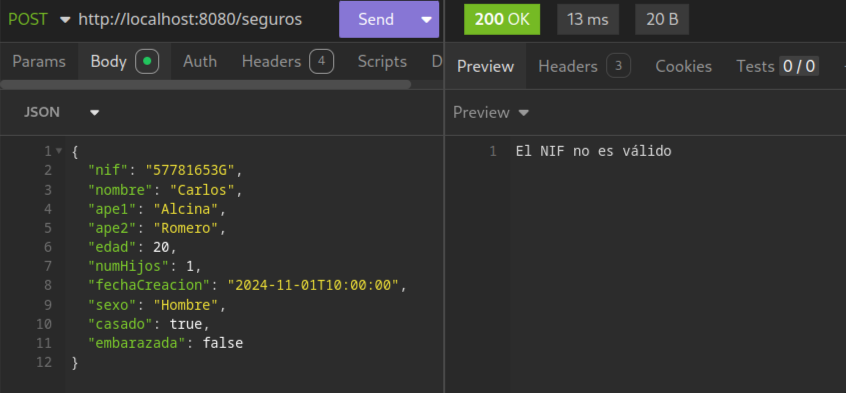 POST http://localhost:8080/seguros Send
200 OK 13 ms 20 B
Params Body Auth Headers 4 Scripts D
Preview Headers 3 Cookies Tests 0 / 0
JSON
Preview
1 {
2 "nif": "57781653G",
3 "nombre": "Carlos",
4 "ape1": "Alcina",
5 "ape2": "Romero",
6 "edad": 20,
7 "numHijos": 1,
8 "fechaCreacion": "2024-11-01T10:00:00",
9 "sexo": "Hombre",
10 "casado": true,
11 "embarazada": false
12 }
1 El NIF no es válido